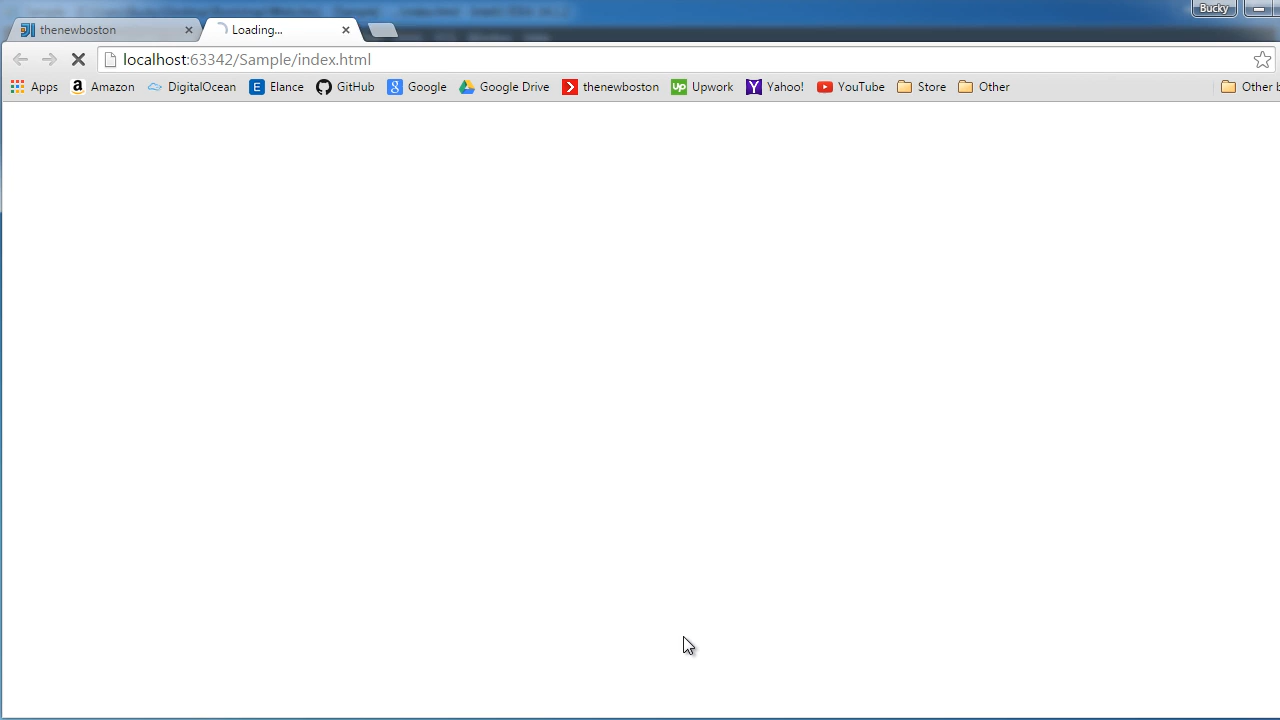 Bucky
thenewboston
Loading...
localhost:63342/Sample/index.html
Apps Amazon DigitalOcean Elance GitHub Google Google Drive thenewboston Upwork Yahoo! YouTube Store Other Other b